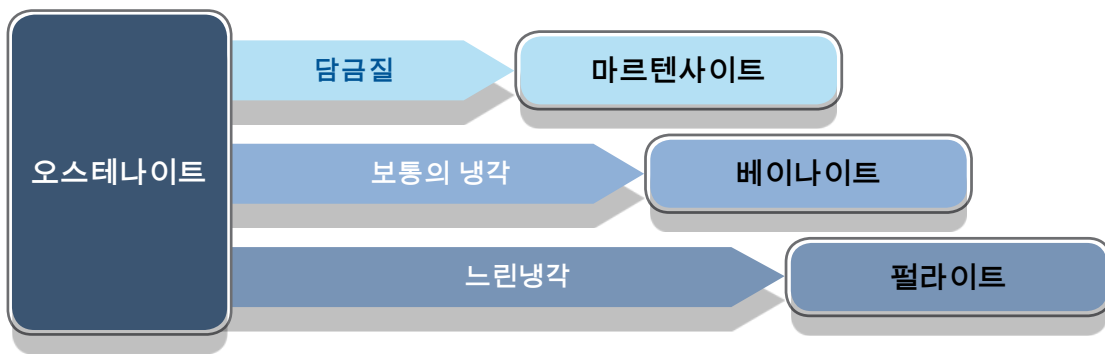 오스테나이트
담금질
마르텐사이트
보통의 냉각
베이나이트
느린냉각
펄라이트